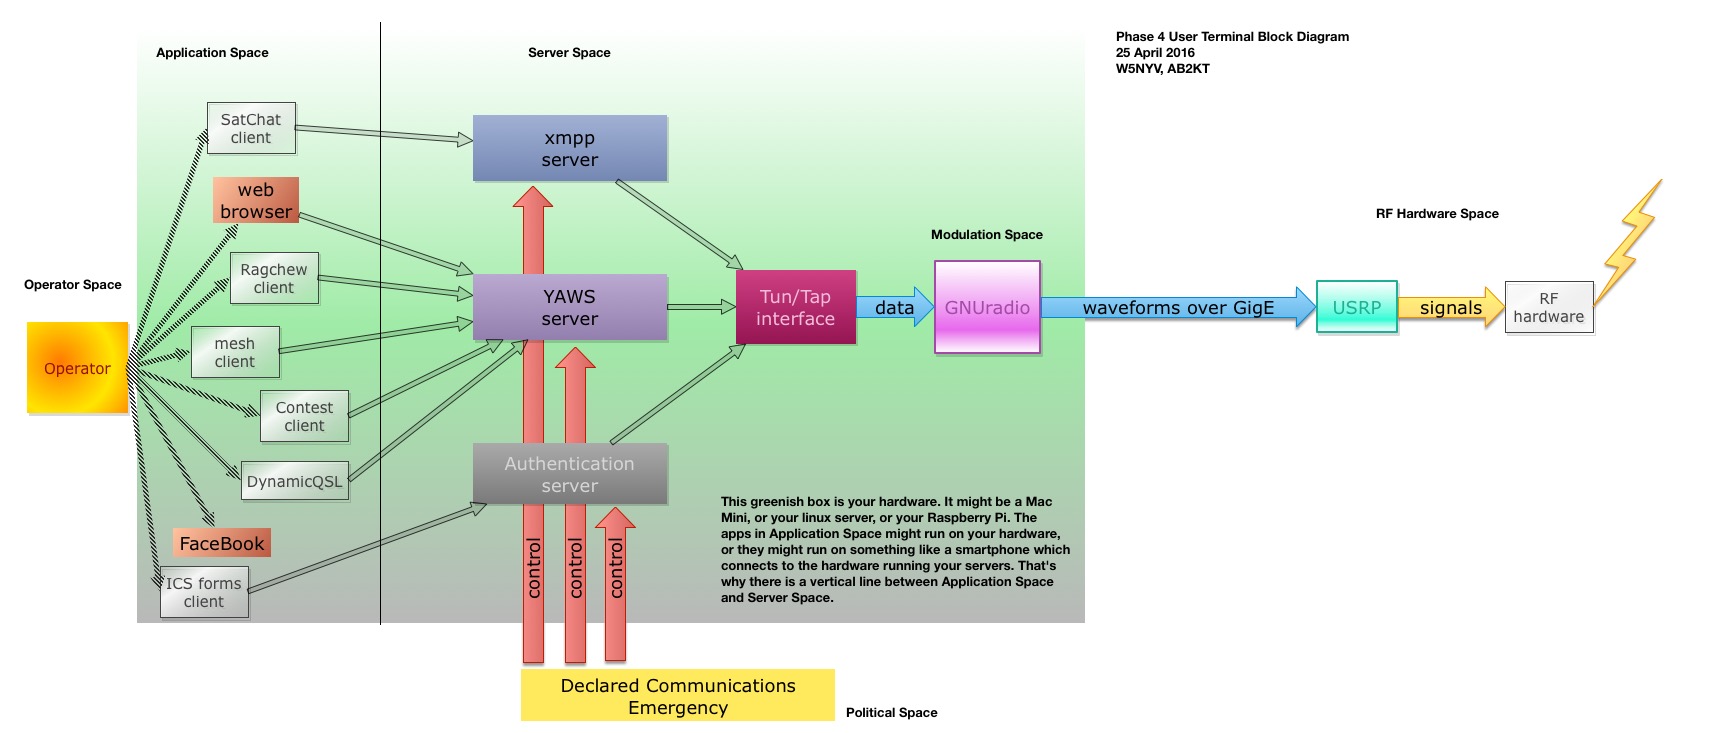 Phase 4 User Terminal Block Diagram
25 April 2016
W5NYV, AB2KT
Application Space
Server Space
SatChat
client
xmpp
server
web
browser
RF Hardware Space
Modulation Space
Ragchew
client
Operator Space
YAWS
server
Tun/Tap
interface
data
GNUradio
waveforms over GigE
USRP
signals
RF
hardware
mesh
client
Operator
Contest
client
DynamicQSL
Authentication
server
FaceBook
ICS forms
client
control
control
control
This greenish box is your hardware. It might be a Mac
Mini, or your linux server, or your Raspberry Pi. The
apps in Application Space might run on your hardware,
or they might run on something like a smartphone which
connects to the hardware running your servers. That's
why there is a vertical line between Application Space
and Server Space.
Declared Communications
Emergency
Political Space